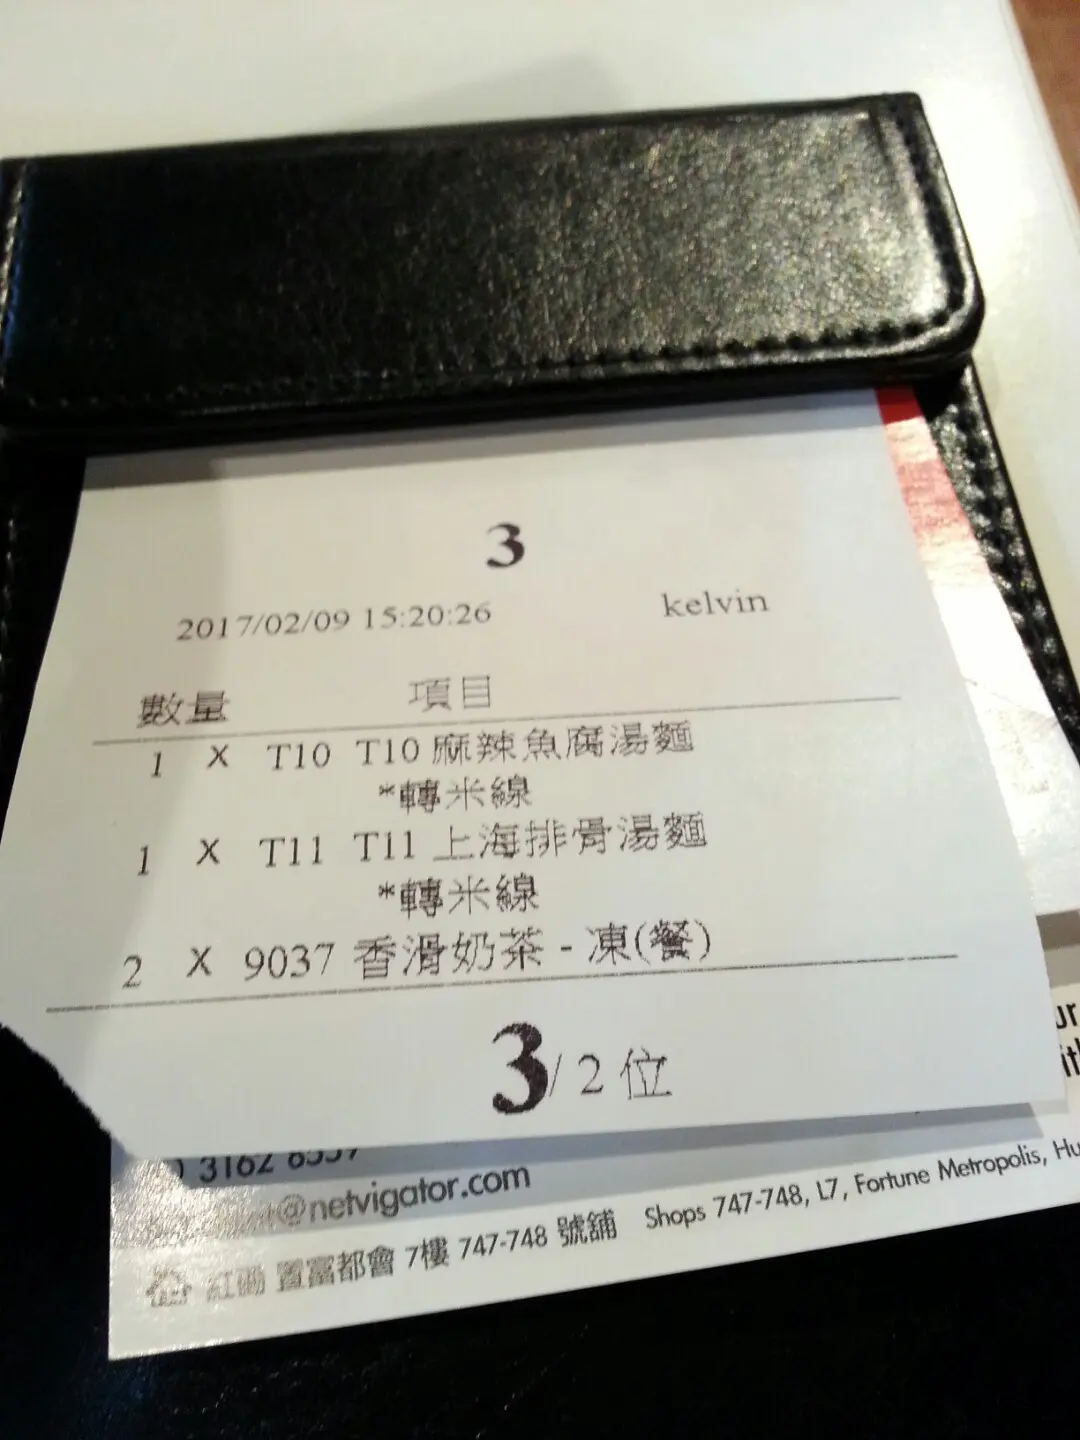 3
2017/02/09 15:20:26 kelvin
數量 項目
1 X T10 T10 麻辣魚腐湯麵
*轉米線
1 X T11 T11 上海排骨湯麵
*轉米線
2 X 9037 香滑奶茶 - 凍(餐)
3/ 2 位
3162
@netvigator.com
紅磡 置富都會 7樓 747-748 號舖 Shops 747-748, L7, Fortune Metropolis, Hu